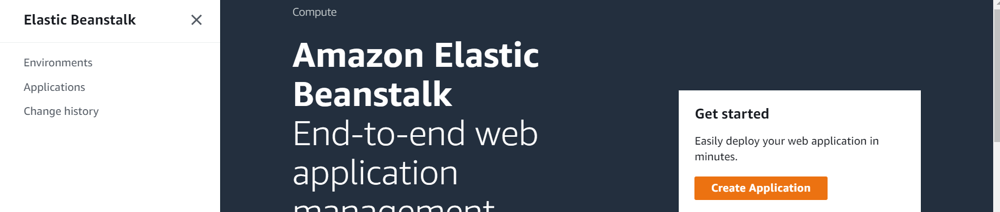 Elastic Beanstalk
Environments
Applications
Change history
Compute
Amazon Elastic
Beanstalk
End-to-end web
application
management
Get started
Easily deploy your web application in
minutes.
Create Application